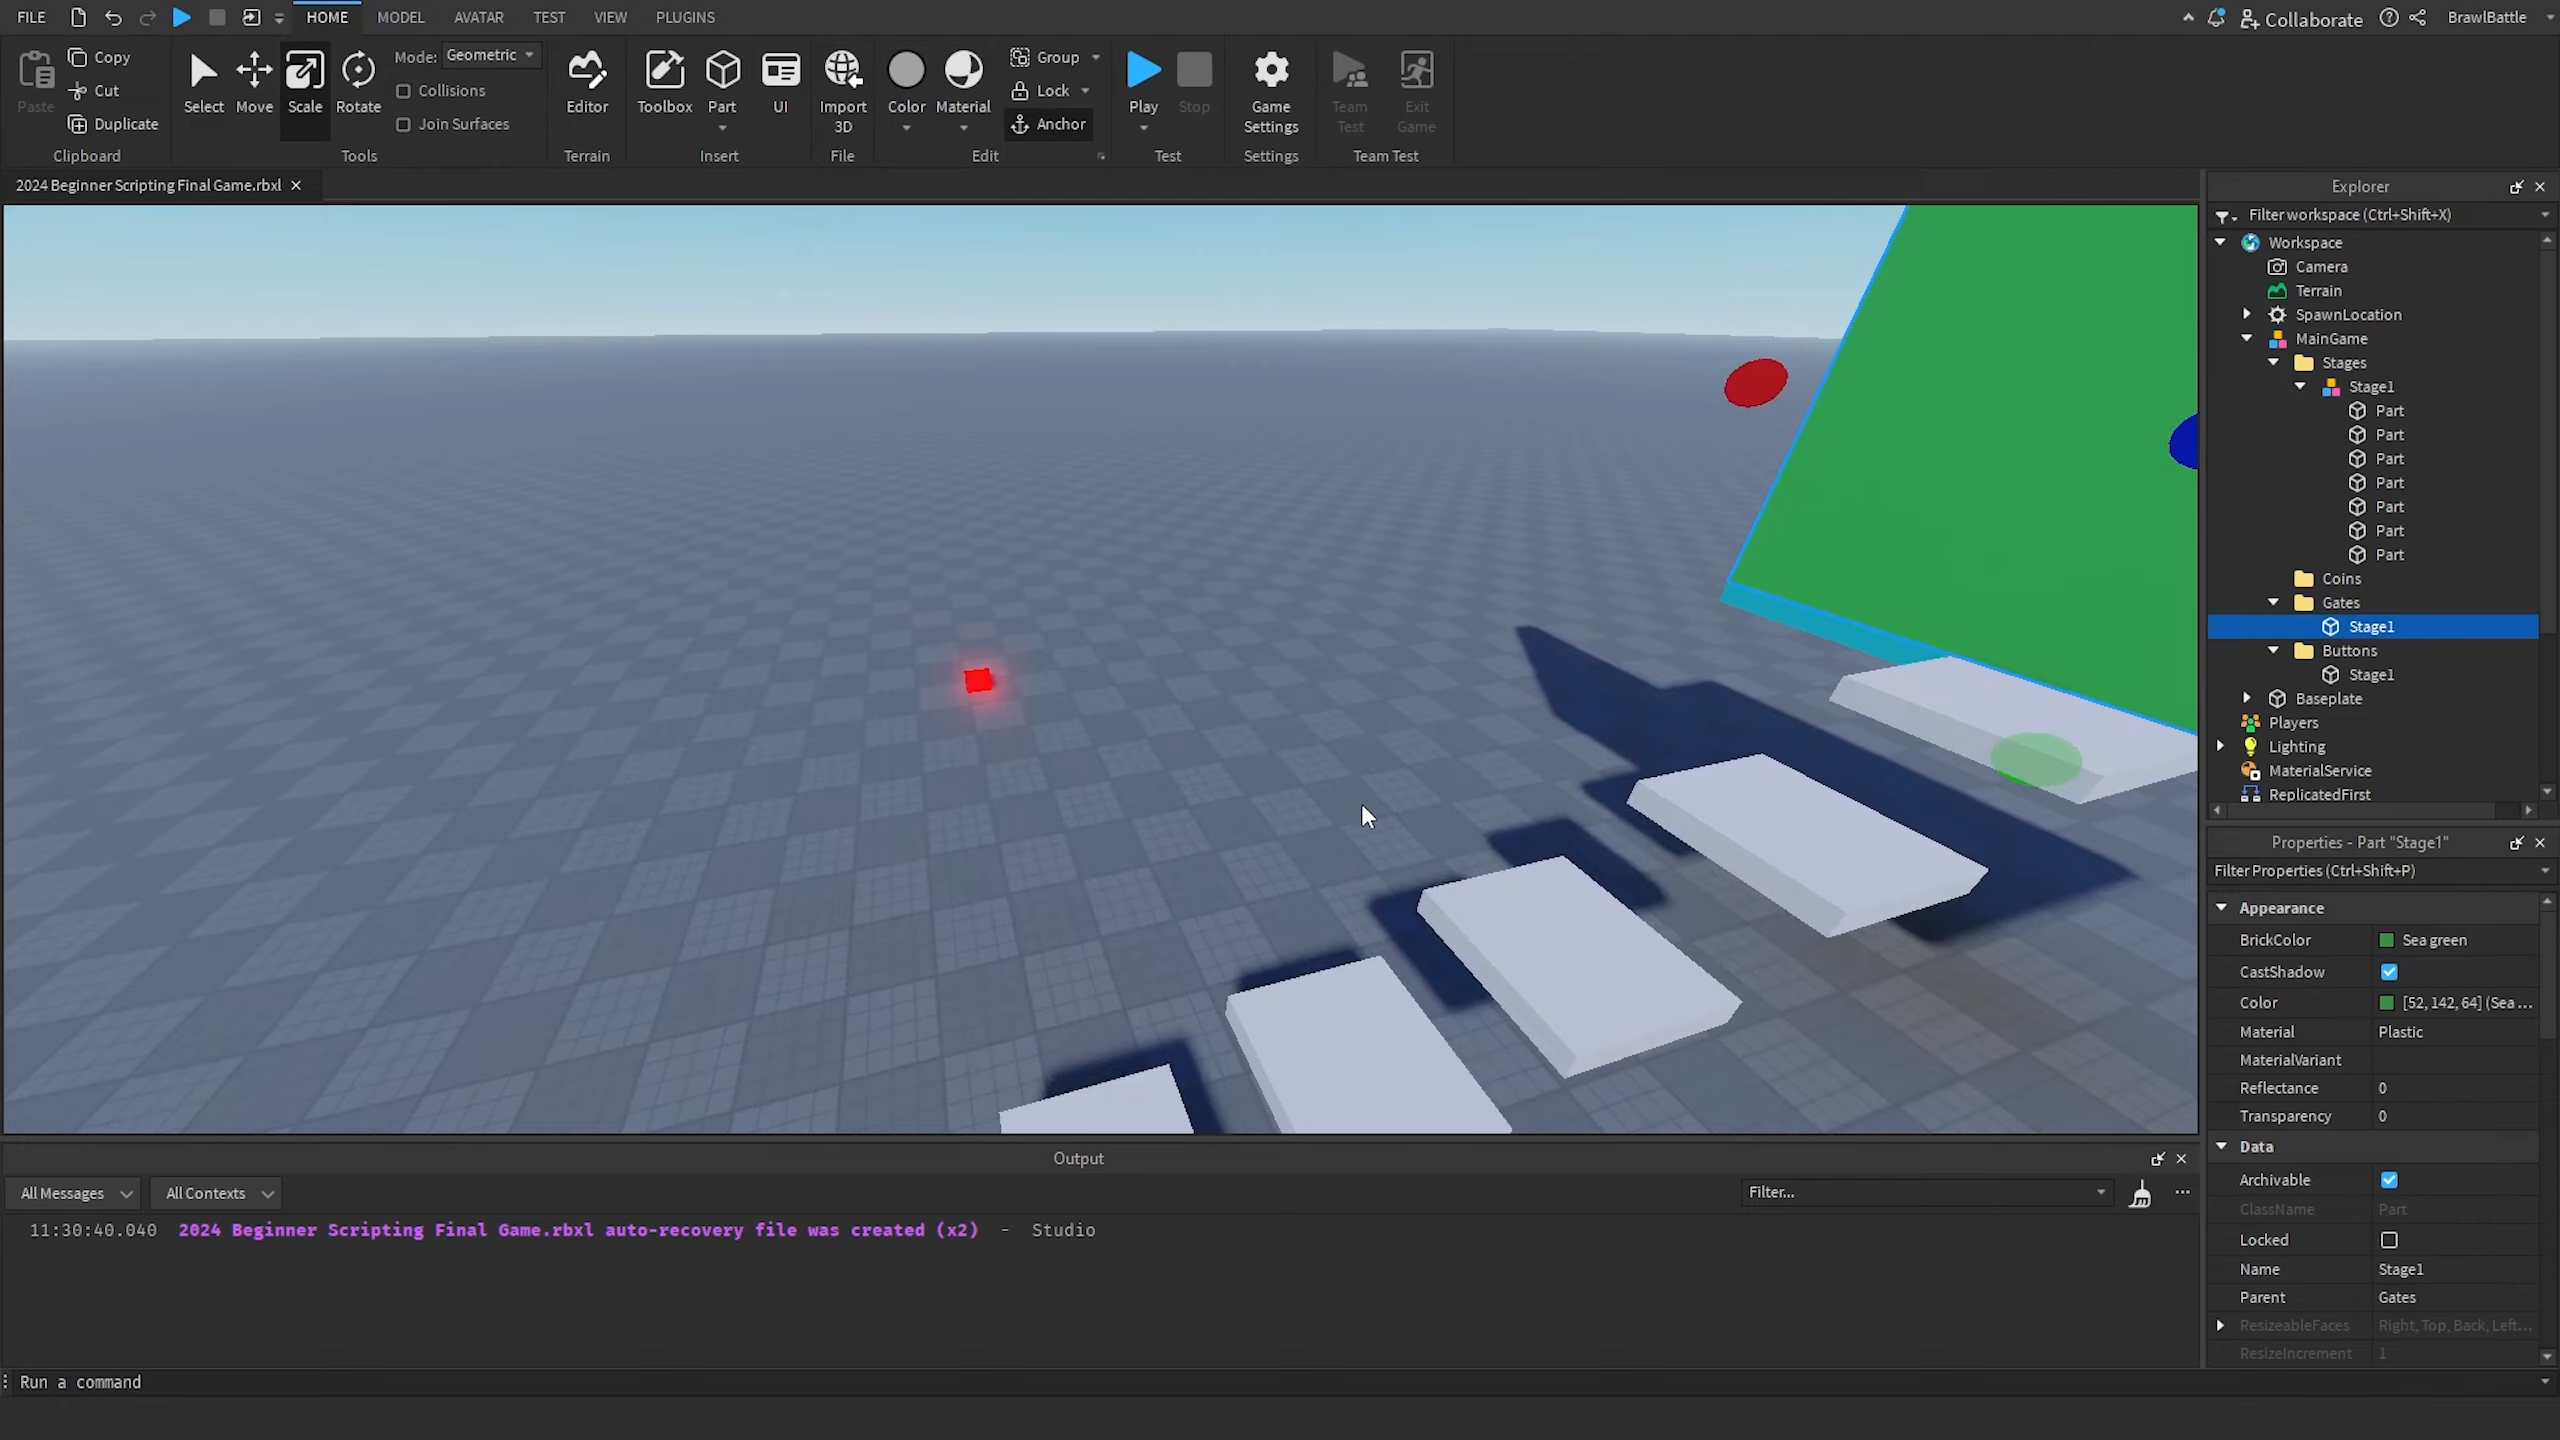 FILE HOME MODEL AVATAR TEST VIEW PLUGINS Collaborate BrawlBattle
Paste Copy Cut Duplicate Clipboard
Select Move Scale Rotate Mode: Geometric Collisions Join Surfaces Tools
Editor Terrain
Toolbox Part UI Insert
Import 3D File
Color Material Group Lock Anchor Edit
Play Stop Test
Game Settings Settings
Team Test Exit Game Team Test
2024 Beginner Scripting Final Game.rbxl
Explorer
Filter workspace (Ctrl+Shift+X)
Workspace
Camera
Terrain
SpawnLocation
MainGame
Stages
Stage1
Part
Part
Part
Part
Part
Part
Part
Coins
Gates
Stage1
Buttons
Stage1
Baseplate
Players
Lighting
MaterialService
ReplicatedFirst
Properties - Part "Stage1"
Filter Properties (Ctrl+Shift+P)
Appearance
BrickColor Sea green
CastShadow
Color [52, 142, 64] (Sea ...
Material Plastic
MaterialVariant
Reflectance 0
Transparency 0
Data
Archivable
ClassName Part
Locked
Name Stage1
Parent Gates
ResizeableFaces Right, Top, Back, Left...
ResizeIncrement 1
Output
All Messages All Contexts Filter...
11:30:40.040 2024 Beginner Scripting Final Game.rbxl auto-recovery file was created (x2) - Studio
Run a command